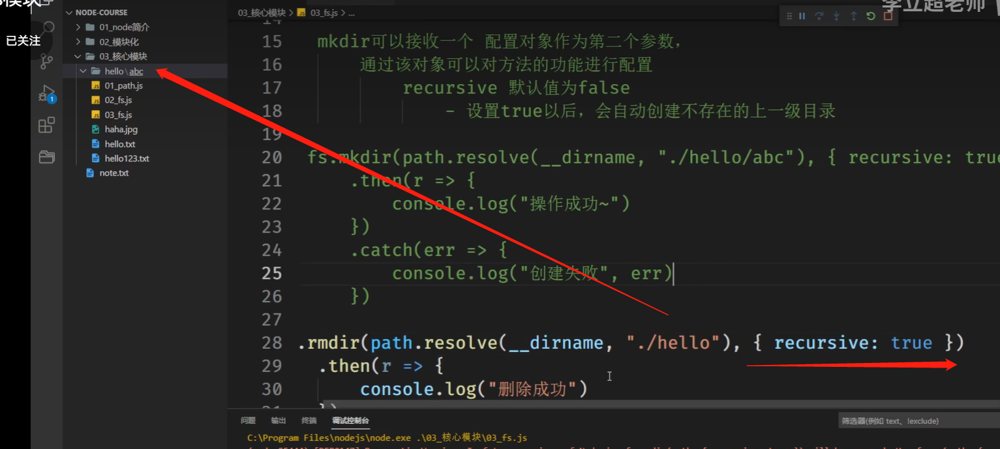 李立超老师
已关注
NODE-COURSE
01_node简介
02_模块化
03_核心模块
hello\abc
01_path.js
02_fs.js
03_fs.js
haha.jpg
hello.txt
hello123.txt
note.txt
1
03_核心模块 > 03_fs.js > ...
15 mkdir可以接收一个 配置对象作为第二个参数，
16 通过该对象可以对方法的功能进行配置
17 recursive 默认值为false
18 - 设置true以后，会自动创建不存在的上一级目录
19
20 fs.mkdir(path.resolve(__dirname, "./hello/abc"), { recursive: true
21 .then(r => {
22 console.log("操作成功~")
23 })
24 .catch(err => {
25 console.log("创建失败", err)
26 })
27
28 .rmdir(path.resolve(__dirname, "./hello"), { recursive: true })
29 .then(r => {
30 console.log("删除成功")
问题 输出 终端 调试控制台
筛选器(例如 text、!exclude)
C:\Program Files\nodejs\node.exe .\03_核心模块\03_fs.js